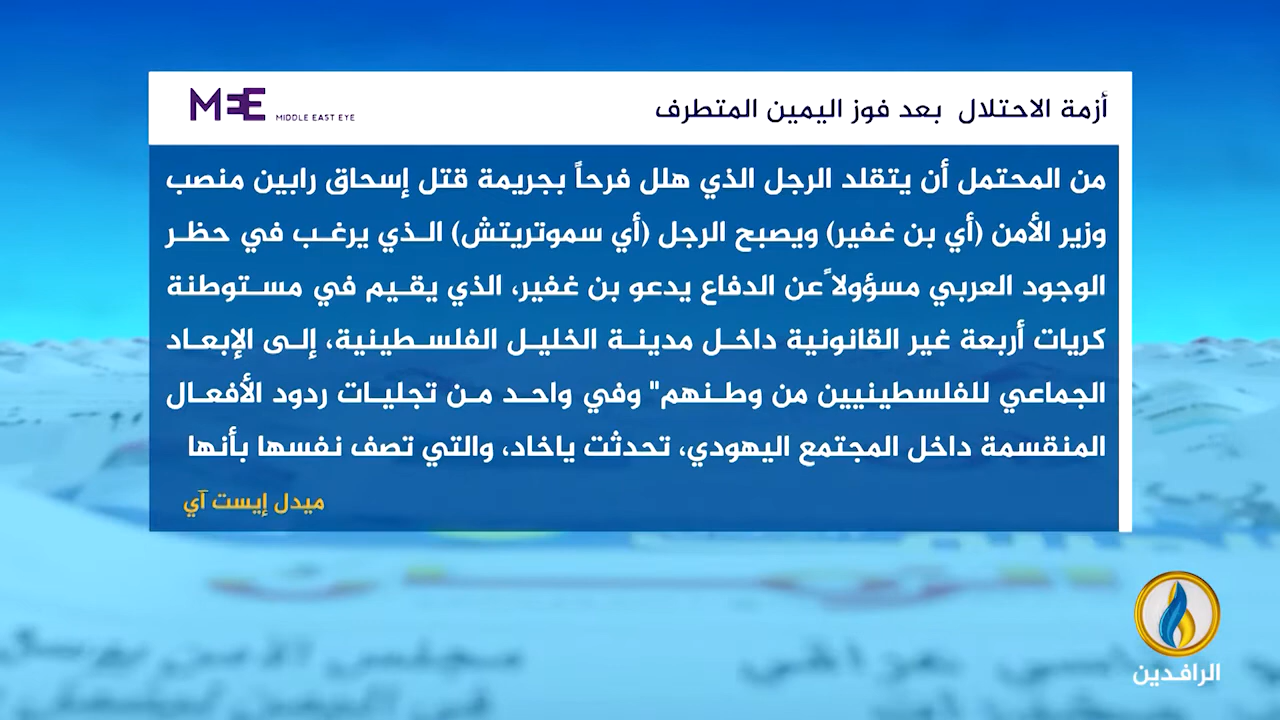 أزمة الاحتلال بعد فوز اليمين المتطرف
MEE MIDDLE EAST EYE
من المحتمل أن يتقلد الرجل الذي هلل فرحاً بجريمة قتل إسحاق رابين منصب
وزير الأمن (أي بن غفير) ويصبح الرجل (أي سموتريتش) الذي يرغب في حظر
الوجود العربي مسؤولاً عن الدفاع يدعو بن غفير، الذي يقيم في مستوطنة
كريات أربعة غير القانونية داخل مدينة الخليل الفلسطينية، إلى الإبعاد
الجماعي للفلسطينيين من وطنهم" وفي واحد من تجليات ردود الأفعال
المنقسمة داخل المجتمع اليهودي، تحدثت ياخاد، والتي تصف نفسها بأنها
ميدل إيست آي
الرافدين
مجلس الأمن
في اليمن